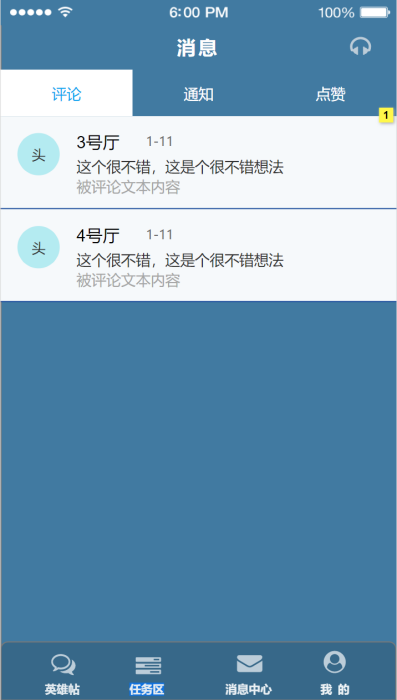 6:00 PM 100%
消息
评论 通知 点赞
1
3号厅 1-11
头
这个很不错，这是个很不错想法
被评论文本内容
4号厅 1-11
头
这个很不错，这是个很不错想法
被评论文本内容
英雄帖 任务区 消息中心 我 的